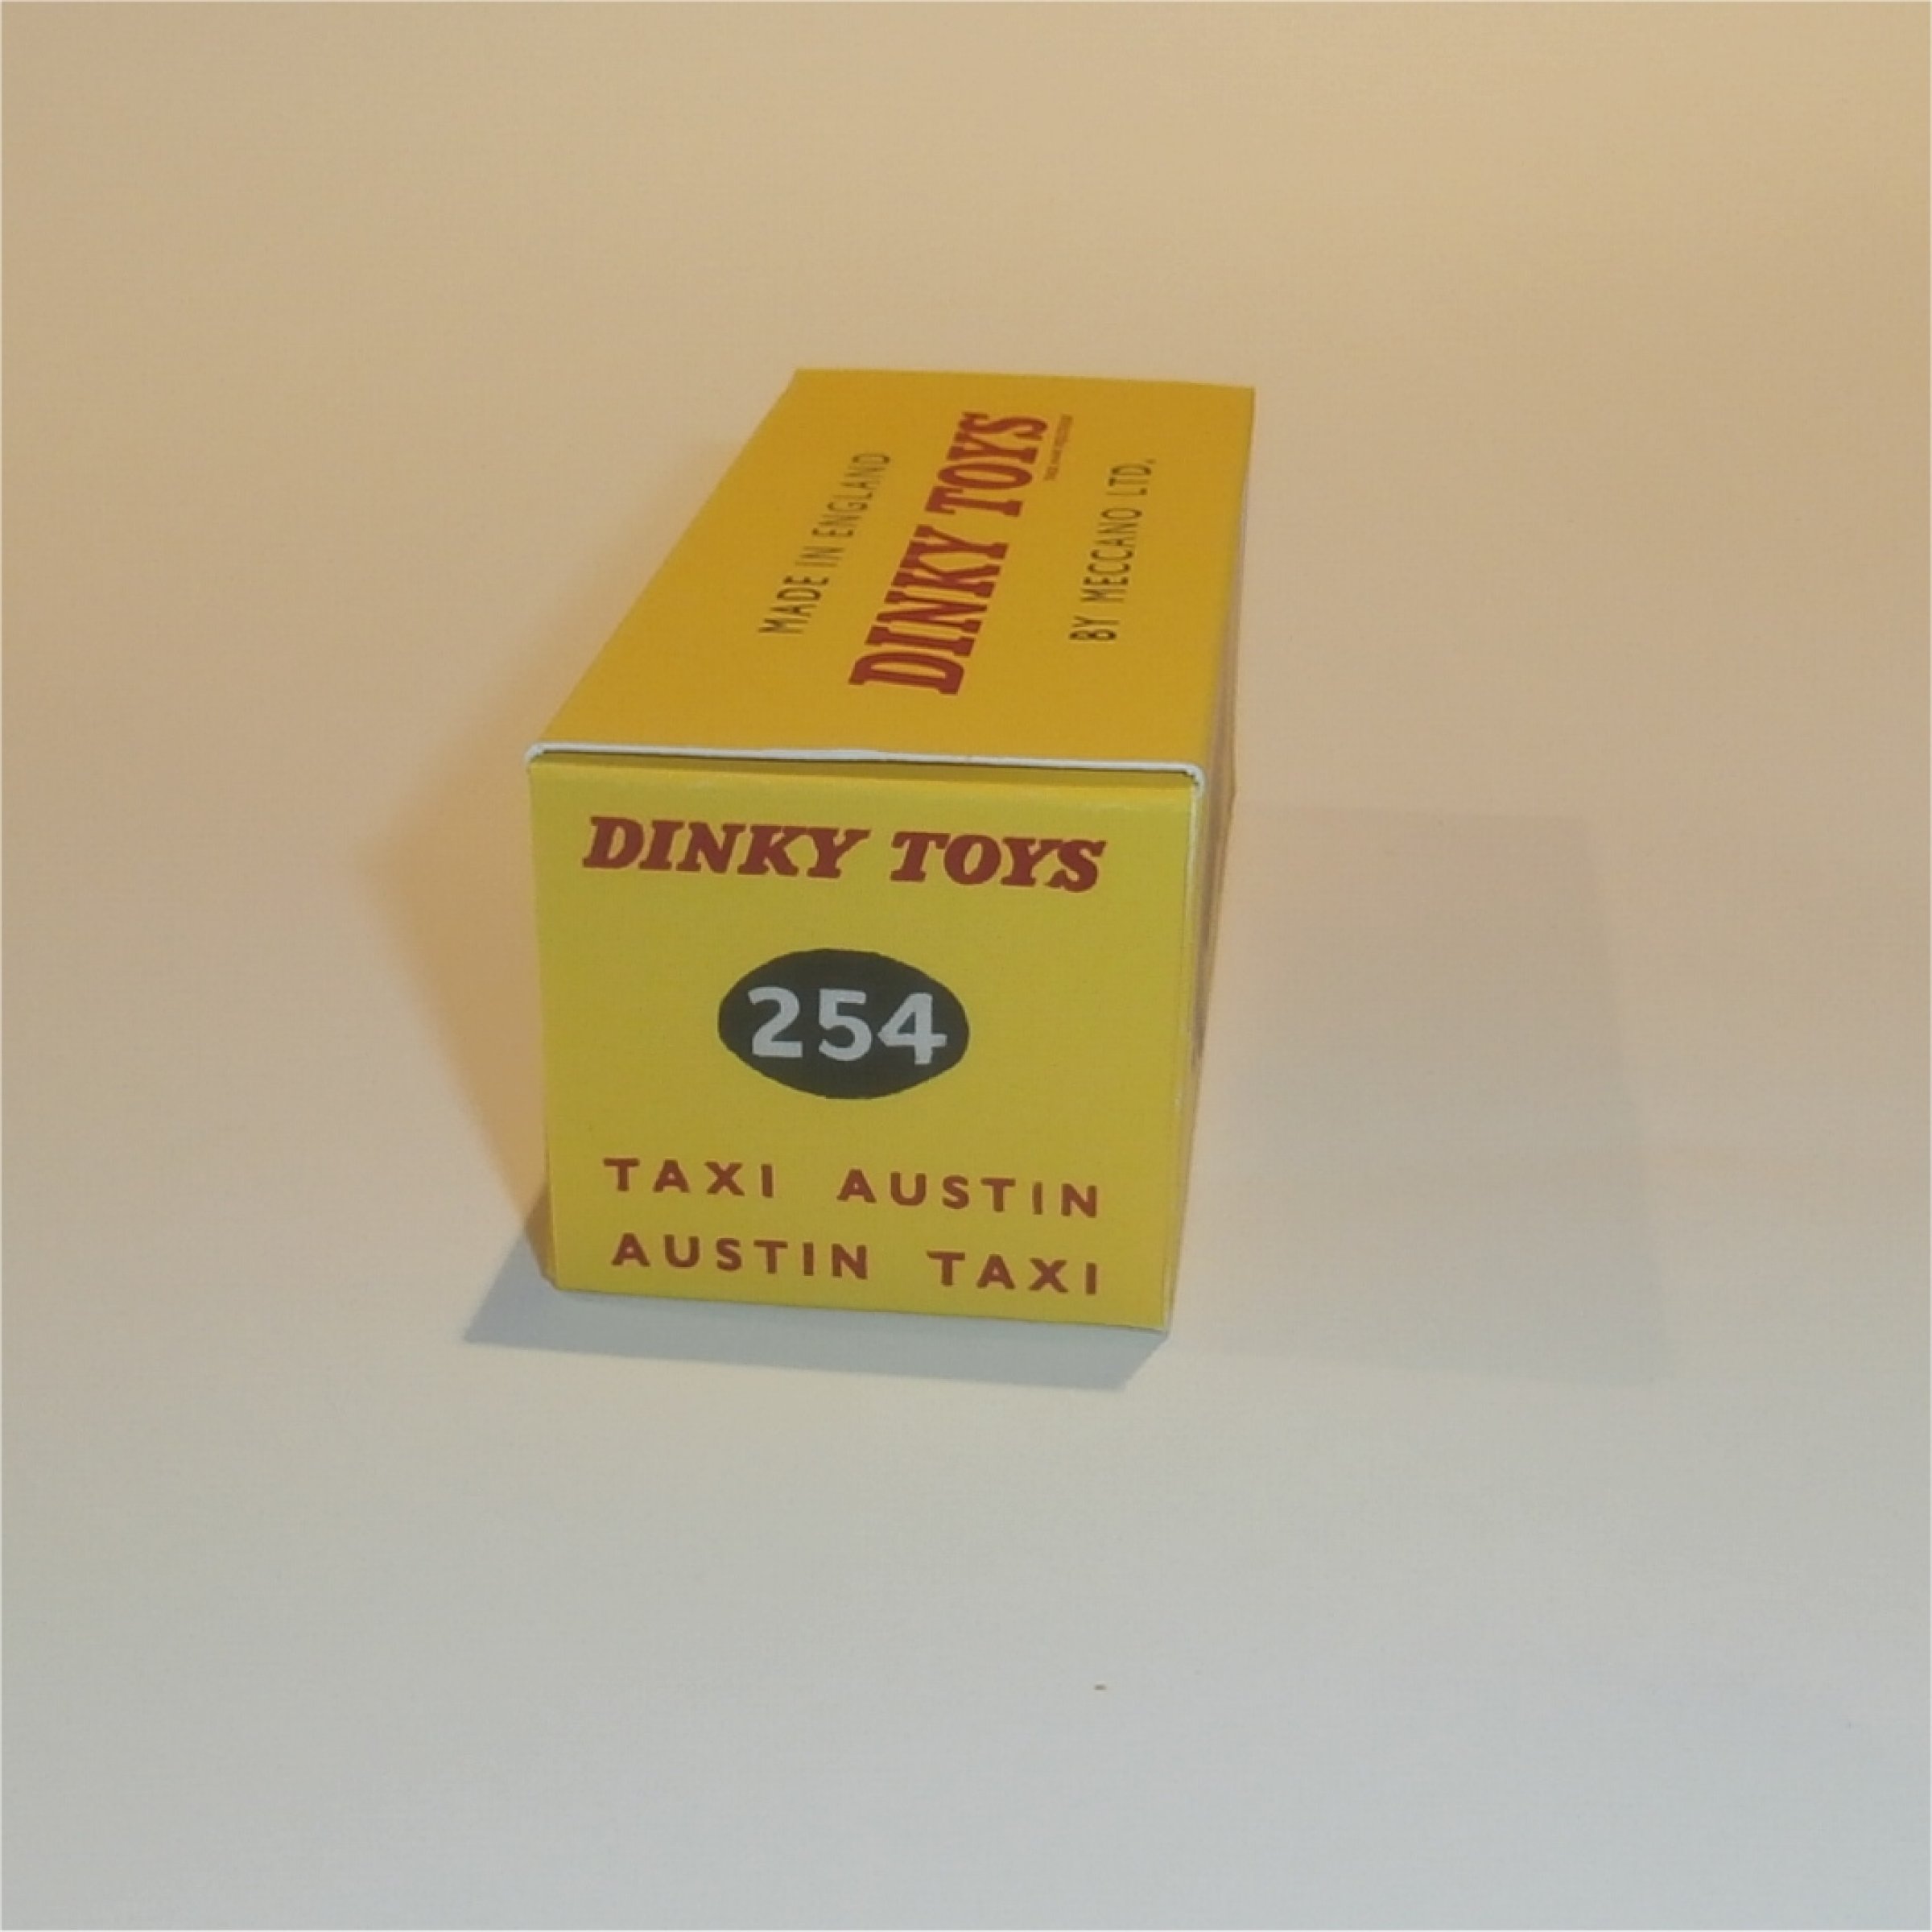 MADE IN ENGLAND
DINKY TOYS
BY MECCANO LTD.
DINKY TOYS
254
TAXI AUSTIN
AUSTIN TAXI